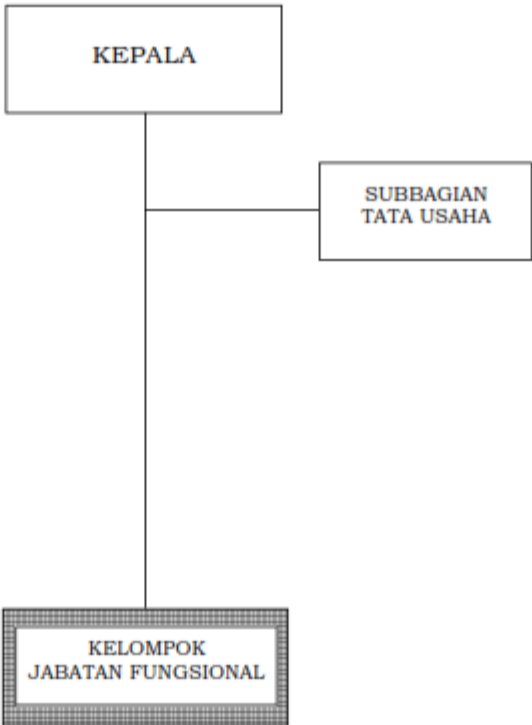 KEPALA
SUBBAGIAN
TATA USAHA
KELOMPOK
JABATAN FUNGSIONAL